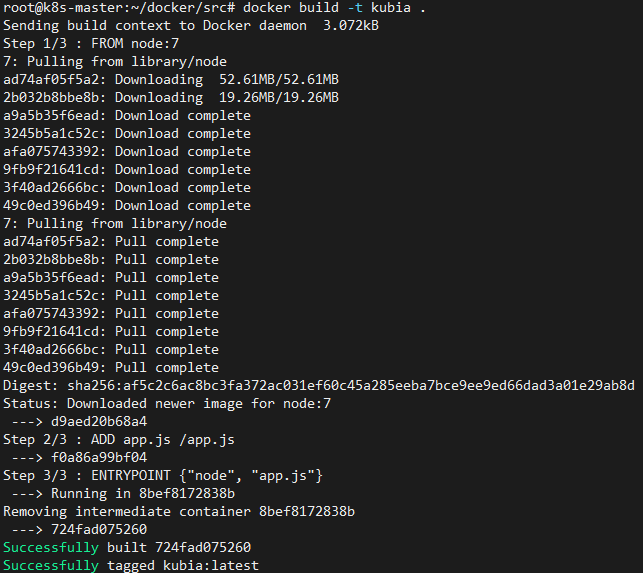 root@k8s-master:~/docker/src# docker build -t kubia .
Sending build context to Docker daemon  3.072kB
Step 1/3 : FROM node:7
7: Pulling from library/node
ad74af05f5a2: Downloading  52.61MB/52.61MB
2b032b8bbe8b: Downloading  19.26MB/19.26MB
a9a5b35f6ead: Download complete
3245b5a1c52c: Download complete
afa075743392: Download complete
9fb9f21641cd: Download complete
3f40ad2666bc: Download complete
49c0ed396b49: Download complete
7: Pulling from library/node
ad74af05f5a2: Pull complete
2b032b8bbe8b: Pull complete
a9a5b35f6ead: Pull complete
3245b5a1c52c: Pull complete
afa075743392: Pull complete
9fb9f21641cd: Pull complete
3f40ad2666bc: Pull complete
49c0ed396b49: Pull complete
Digest: sha256:af5c2c6ac8bc3fa372ac031ef60c45a285eeba7bce9ee9ed66dad3a01e29ab8d
Status: Downloaded newer image for node:7
 ---> d9aed20b68a4
Step 2/3 : ADD app.js /app.js
 ---> f0a86a99bf04
Step 3/3 : ENTRYPOINT {"node", "app.js"}
 ---> Running in 8bef8172838b
Removing intermediate container 8bef8172838b
 ---> 724fad075260
Successfully built 724fad075260
Successfully tagged kubia:latest